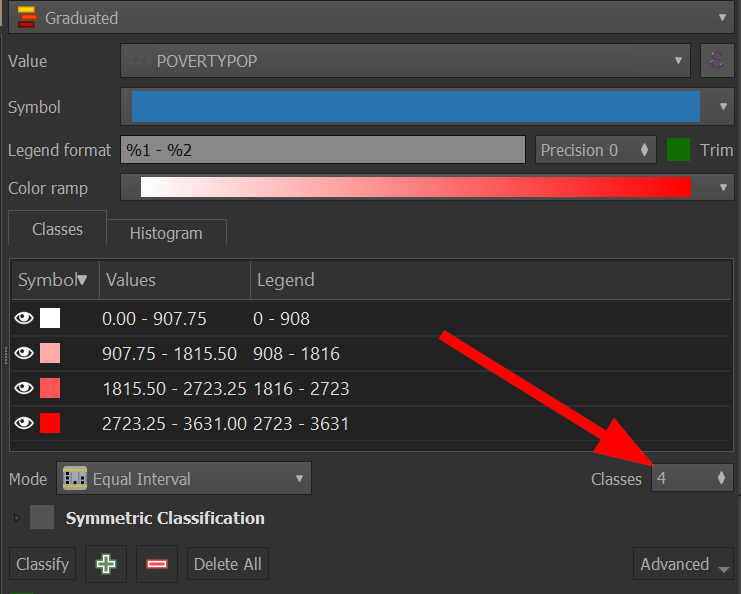 Graduated
Value 123 POVERTYPOP ε
Symbol
Legend format %1 - %2 Precision 0 Trim
Color ramp
Classes Histogram
Symbol Values Legend
0.00 - 907.75 0 - 908
907.75 - 1815.50 908 - 1816
1815.50 - 2723.25 1816 - 2723
2723.25 - 3631.00 2723 - 3631
Mode Equal Interval Classes 4
Symmetric Classification
Classify Delete All Advanced